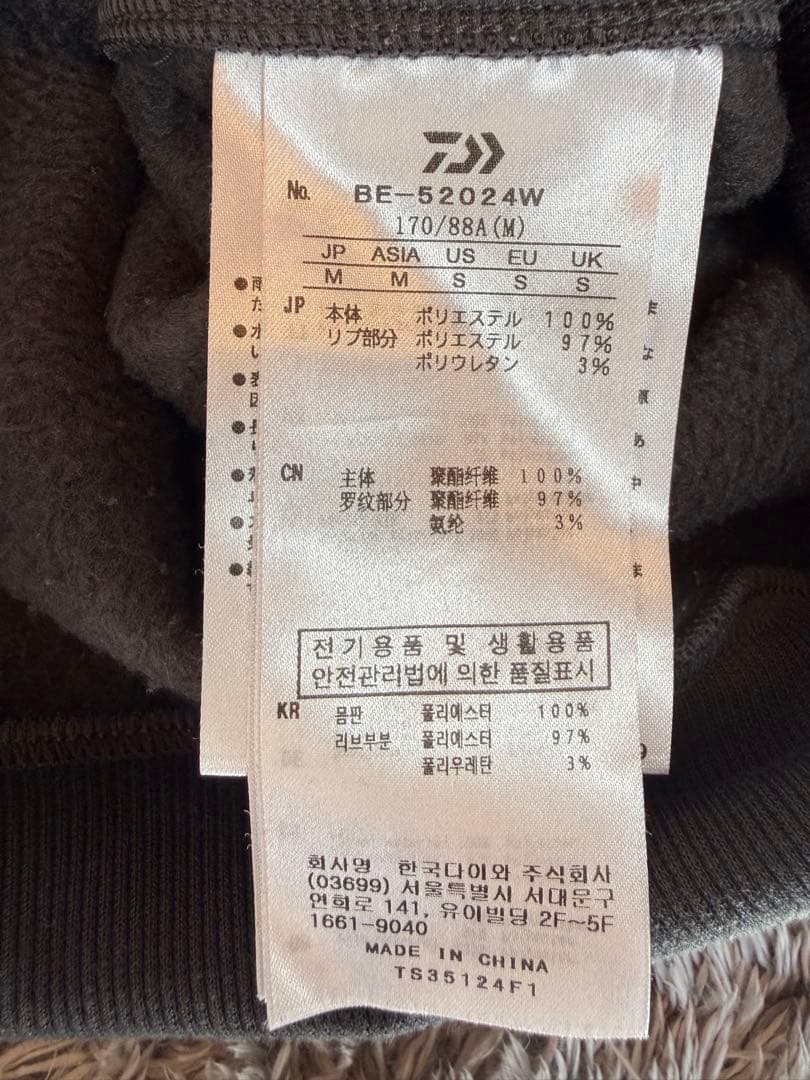 No. BE-52024W
170/88A(M)
JP ASIA US EU UK
M M S S S
JP 本体 ポリエステル 100%
リブ部分 ポリエステル 97%
ポリウレタン 3%
CN 主体 聚酯纤维 100%
罗纹部分 聚酯纤维 97%
氨纶 3%
전기용품 및 생활용품
안전관리법에 의한 품질표시
KR 몸판 폴리에스터 100%
리브부분 폴리에스터 97%
폴리우레탄 3%
회사명 한국다이와 주식회사
(03699) 서울특별시 서대문구
연희로 141, 유이빌딩 2F~5F
1661-9040
MADE IN CHINA
TS35124F1